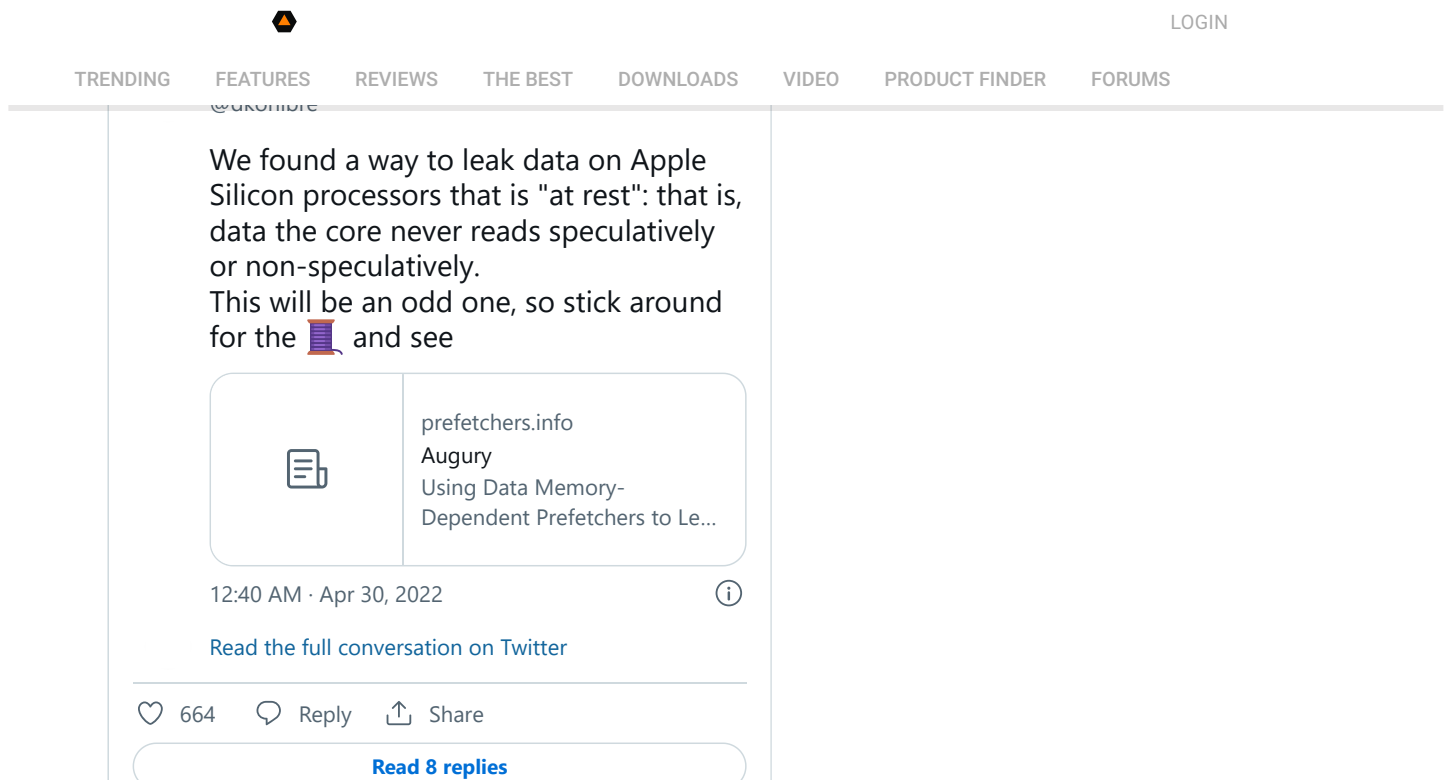 LOGIN
TRENDING FEATURES REVIEWS THE BEST DOWNLOADS VIDEO PRODUCT FINDER FORUMS
We found a way to leak data on Apple
Silicon processors that is "at rest": that is,
data the core never reads speculatively
or non-speculatively.
This will be an odd one, so stick around
for the 🧵 and see
prefetchers.info
Augury
Using Data Memory-
Dependent Prefetchers to Le...
12:40 AM · Apr 30, 2022
Read the full conversation on Twitter
664 Reply Share
Read 8 replies